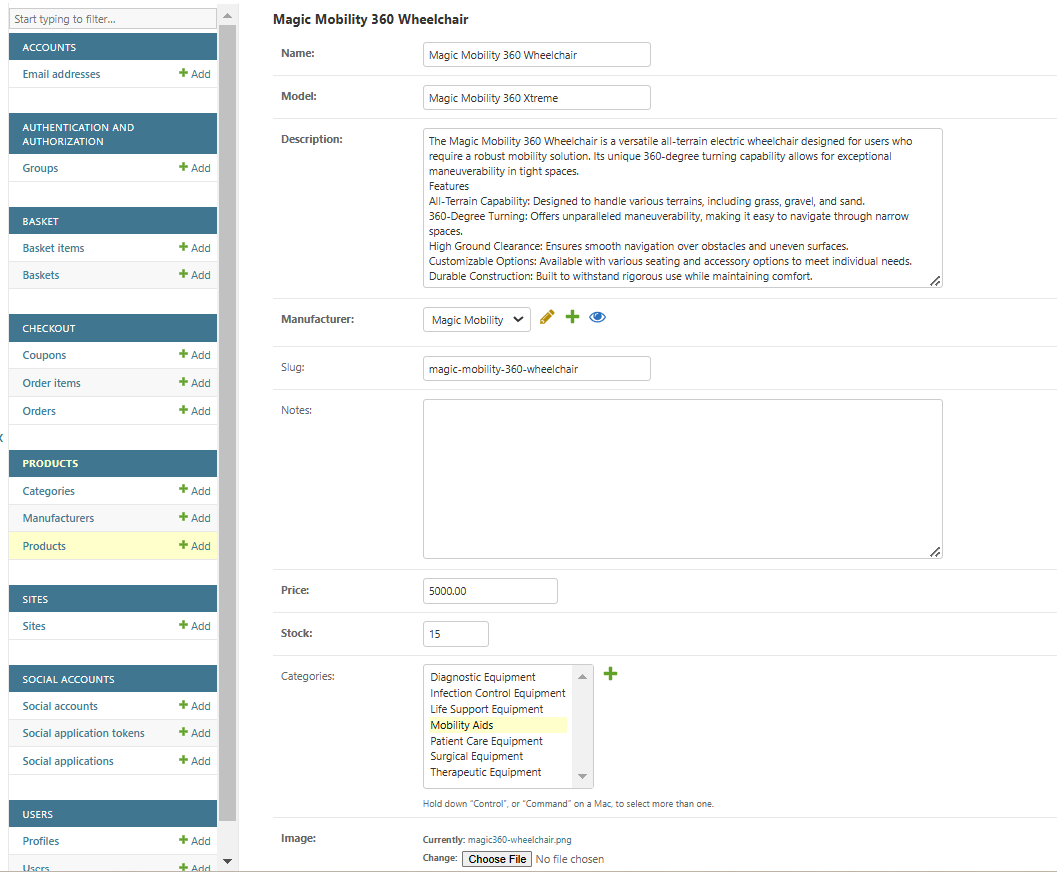 Start typing to filter...
ACCOUNTS
Email addresses + Add
AUTHENTICATION AND
AUTHORIZATION
Groups + Add
BASKET
Basket items + Add
Baskets + Add
CHECKOUT
Coupons + Add
Order items + Add
Orders + Add
PRODUCTS
Categories + Add
Manufacturers + Add
Products + Add
SITES
Sites + Add
SOCIAL ACCOUNTS
Social accounts + Add
Social application tokens + Add
Social applications + Add
USERS
Profiles + Add
Users + Add
Magic Mobility 360 Wheelchair
Name: Magic Mobility 360 Wheelchair
Model: Magic Mobility 360 Xtreme
Description: The Magic Mobility 360 Wheelchair is a versatile all-terrain electric wheelchair designed for users who
require a robust mobility solution. Its unique 360-degree turning capability allows for exceptional
maneuverability in tight spaces.
Features
All-Terrain Capability: Designed to handle various terrains, including grass, gravel, and sand.
360-Degree Turning: Offers unparalleled maneuverability, making it easy to navigate through narrow
spaces.
High Ground Clearance: Ensures smooth navigation over obstacles and uneven surfaces.
Customizable Options: Available with various seating and accessory options to meet individual needs.
Durable Construction: Built to withstand rigorous use while maintaining comfort.
Manufacturer: Magic Mobility
Slug: magic-mobility-360-wheelchair
Notes:
Price: 5000.00
Stock: 15
Categories: Diagnostic Equipment
Infection Control Equipment
Life Support Equipment
Mobility Aids
Patient Care Equipment
Surgical Equipment
Therapeutic Equipment
Hold down "Control", or "Command" on a Mac, to select more than one.
Image: Currently: magic360-wheelchair.png
Change: Choose File No file chosen